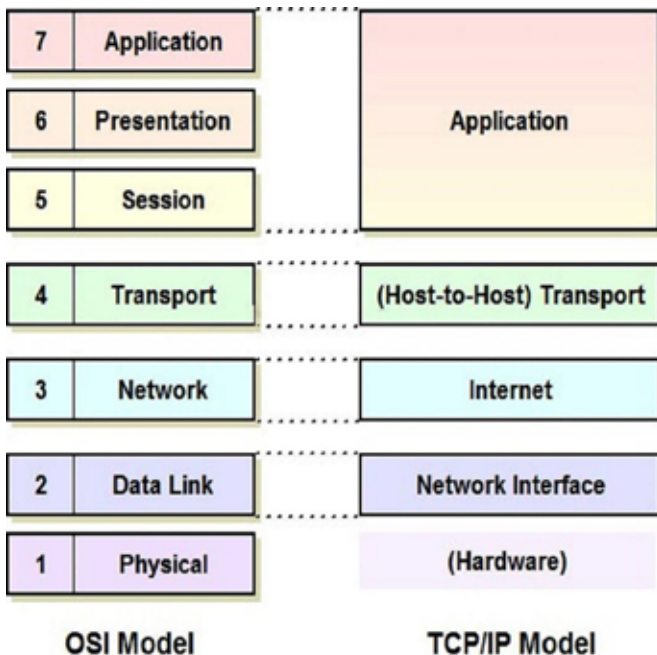 7 Application
6 Presentation
Application
5 Session
4 Transport
(Host-to-Host) Transport
3 Network
Internet
2 Data Link
Network Interface
1 Physical
(Hardware)
OSI Model
TCP/IP Model